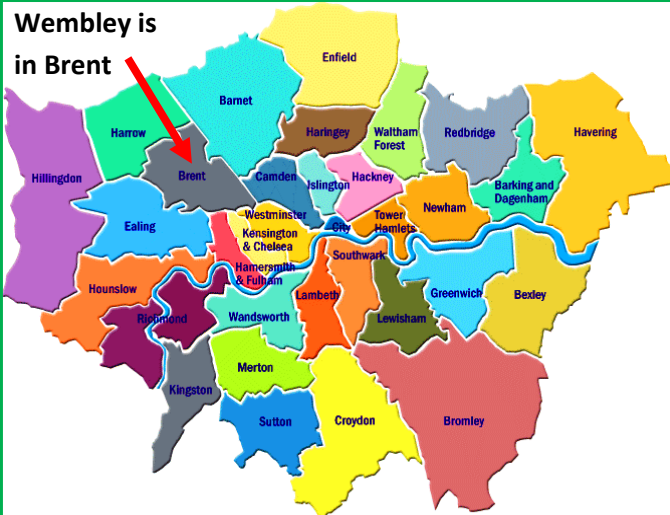 Wembley is
in Brent
Enfield
Barnet
Harrow
Haringey
Waltham
Forest
Redbridge
Havering
Hillingdon
Brent
Camden
Islington
Hackney
Barking and
Dagenham
Ealing
Westminster
Kensington
& Chelsea
City
Tower
Hamlets
Newham
Hamersmith
& Fulham
Southwark
Hounslow
Richmond
Wandsworth
Lambeth
Lewisham
Greenwich
Bexley
Kingston
Merton
Sutton
Croydon
Bromley